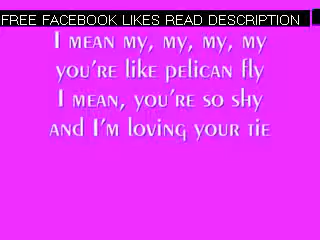 FREE FACEBOOK LIKES READ DESCRIPTION
I MEAN MY, MY, MY, MY
YOU'RE LIKE PELICAN FLY
I MEAN, YOU'RE SO SHY
AND I'M LOVING YOUR TIE